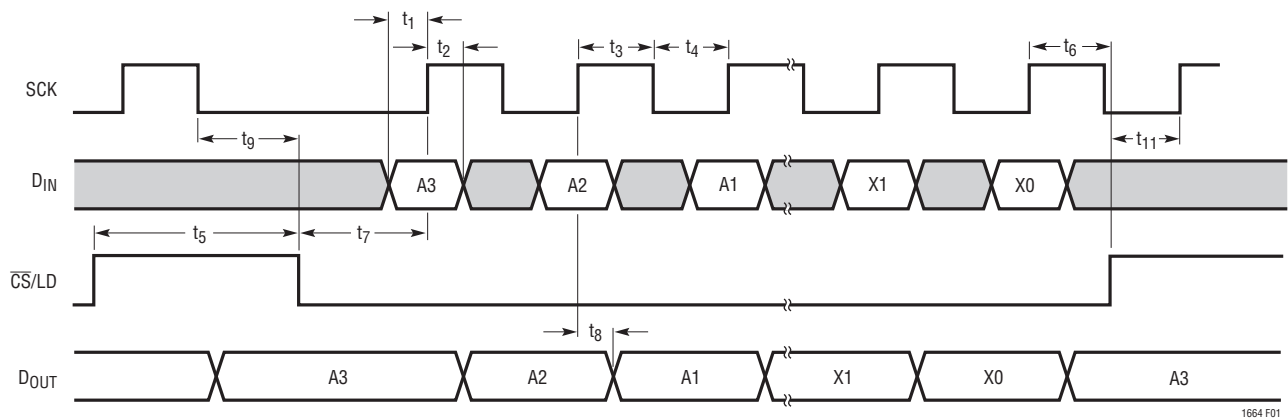 t1
t2
t3
t4
t6
SCK
t9
t11
DIN
A3
A2
A1
X1
X0
t5
t7
CS/LD
t8
DOUT
A3
A2
A1
X1
X0
A3
1664 F01